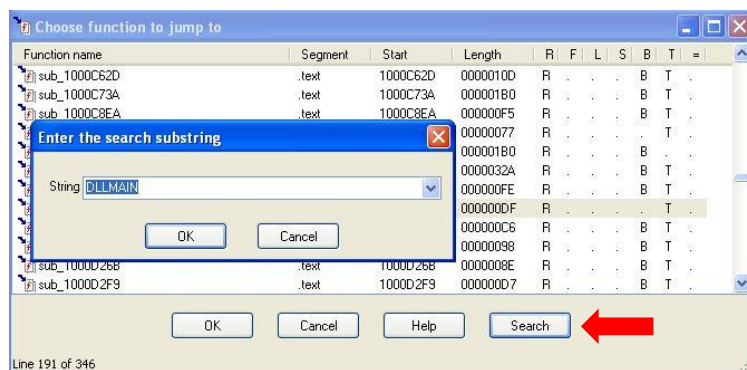 Choose function to jump to
Function name Segment Start Length R F L S B T =
sub_1000C62D .text 1000C62D 0000010D R . . . B T .
sub_1000C73A .text 1000C73A 000001B0 R . . . B T .
sub_1000C8EA .text 1000C8EA 000000F5 R . . . B T .
00000077 R . . . . T .
000001B0 R . . . B . .
0000032A R . . . B T .
000000FE R . . . B T .
000000DF R . . . . T .
000000C6 R . . . B T .
00000098 R . . . B T .
sub_1000D26B .text 1000D26B 0000008E R . . . B T .
sub_1000D2F9 .text 1000D2F9 000000D7 R . . . B T .
Enter the search substring
String DLLMAIN
OK Cancel
OK Cancel Help Search
Line 191 of 346